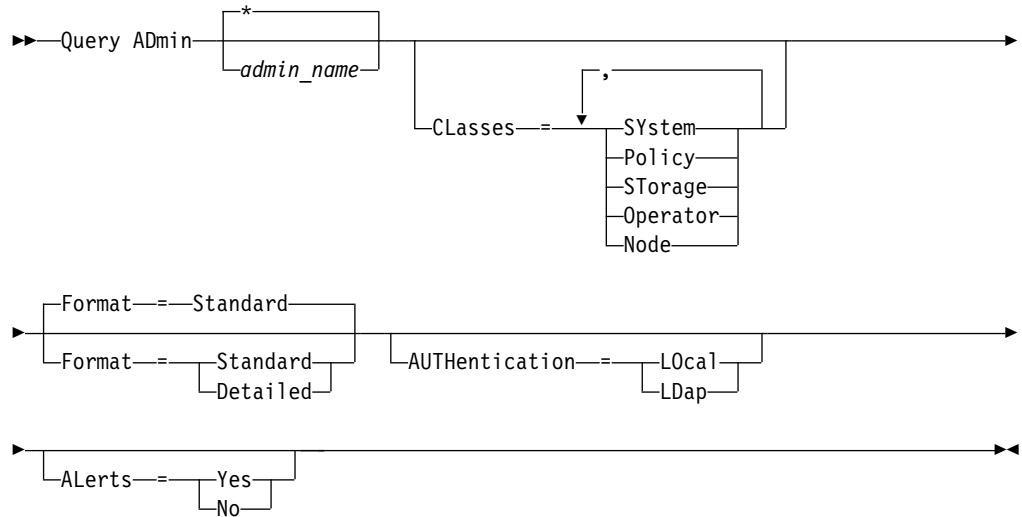 *
Query ADmin
admin_name
,
CLasses = SYstem
Policy
STorage
Operator
Node
Format = Standard
Format = Standard
Detailed
AUTHentication = LOcal
LDap
ALerts = Yes
No